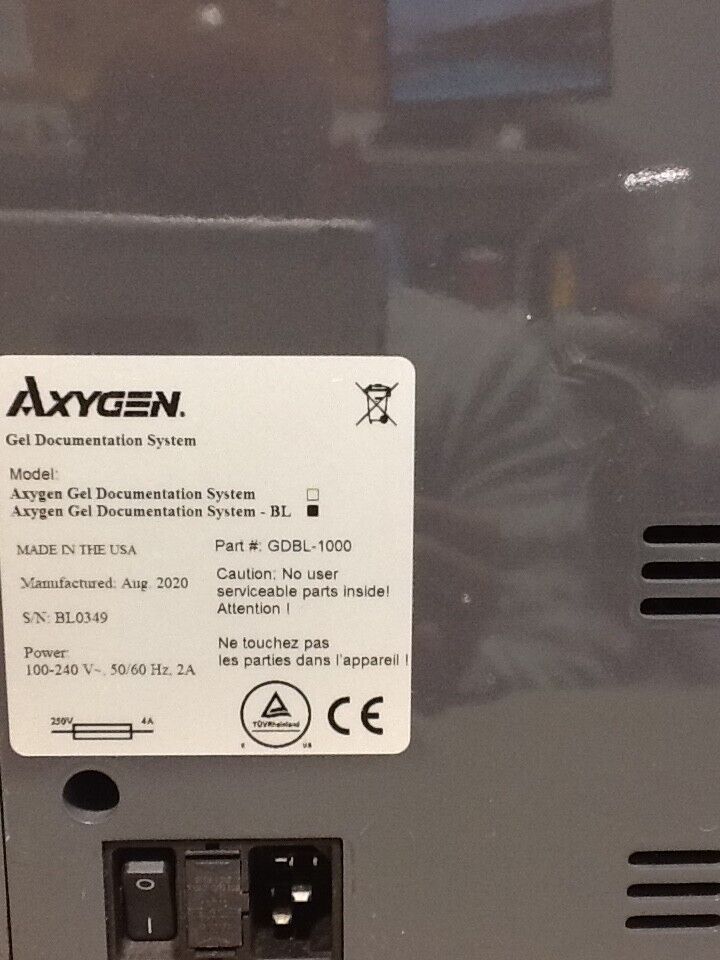 AXYGEN.
Gel Documentation System
Model:
Axygen Gel Documentation System
Axygen Gel Documentation System - BL
MADE IN THE USA
Part #: GDBL-1000
Manufactured: Aug. 2020
Caution: No user
serviceable parts inside!
Attention !
S/N: BL0349
Ne touchez pas
les parties dans l'appareil !
Power:
100-240 V~, 50/60 Hz, 2A
250V
4A
TÜVRheinland
US
CE
O
I